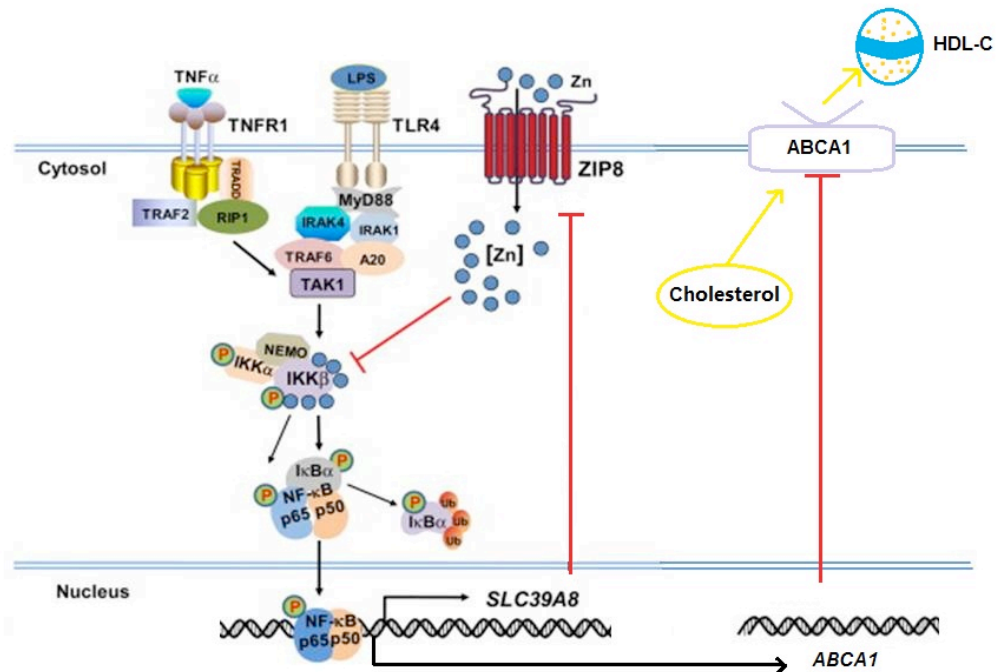 HDL-C
TNFα
LPS
Zn
TNFR1
TLR4
ZIP8
ABCA1
Cytosol
TRADD
MyD88
TRAF2
RIP1
IRAK4
IRAK1
TRAF6
A20
[Zn]
TAK1
Cholesterol
NEMO
P
IKKα
IKKβ
P
IκBα
P
P
NF-κB
p65 p50
P
IκBα
Ub
Ub
Ub
Nucleus
P
NF-κB
p65 p50
SLC39A8
ABCA1